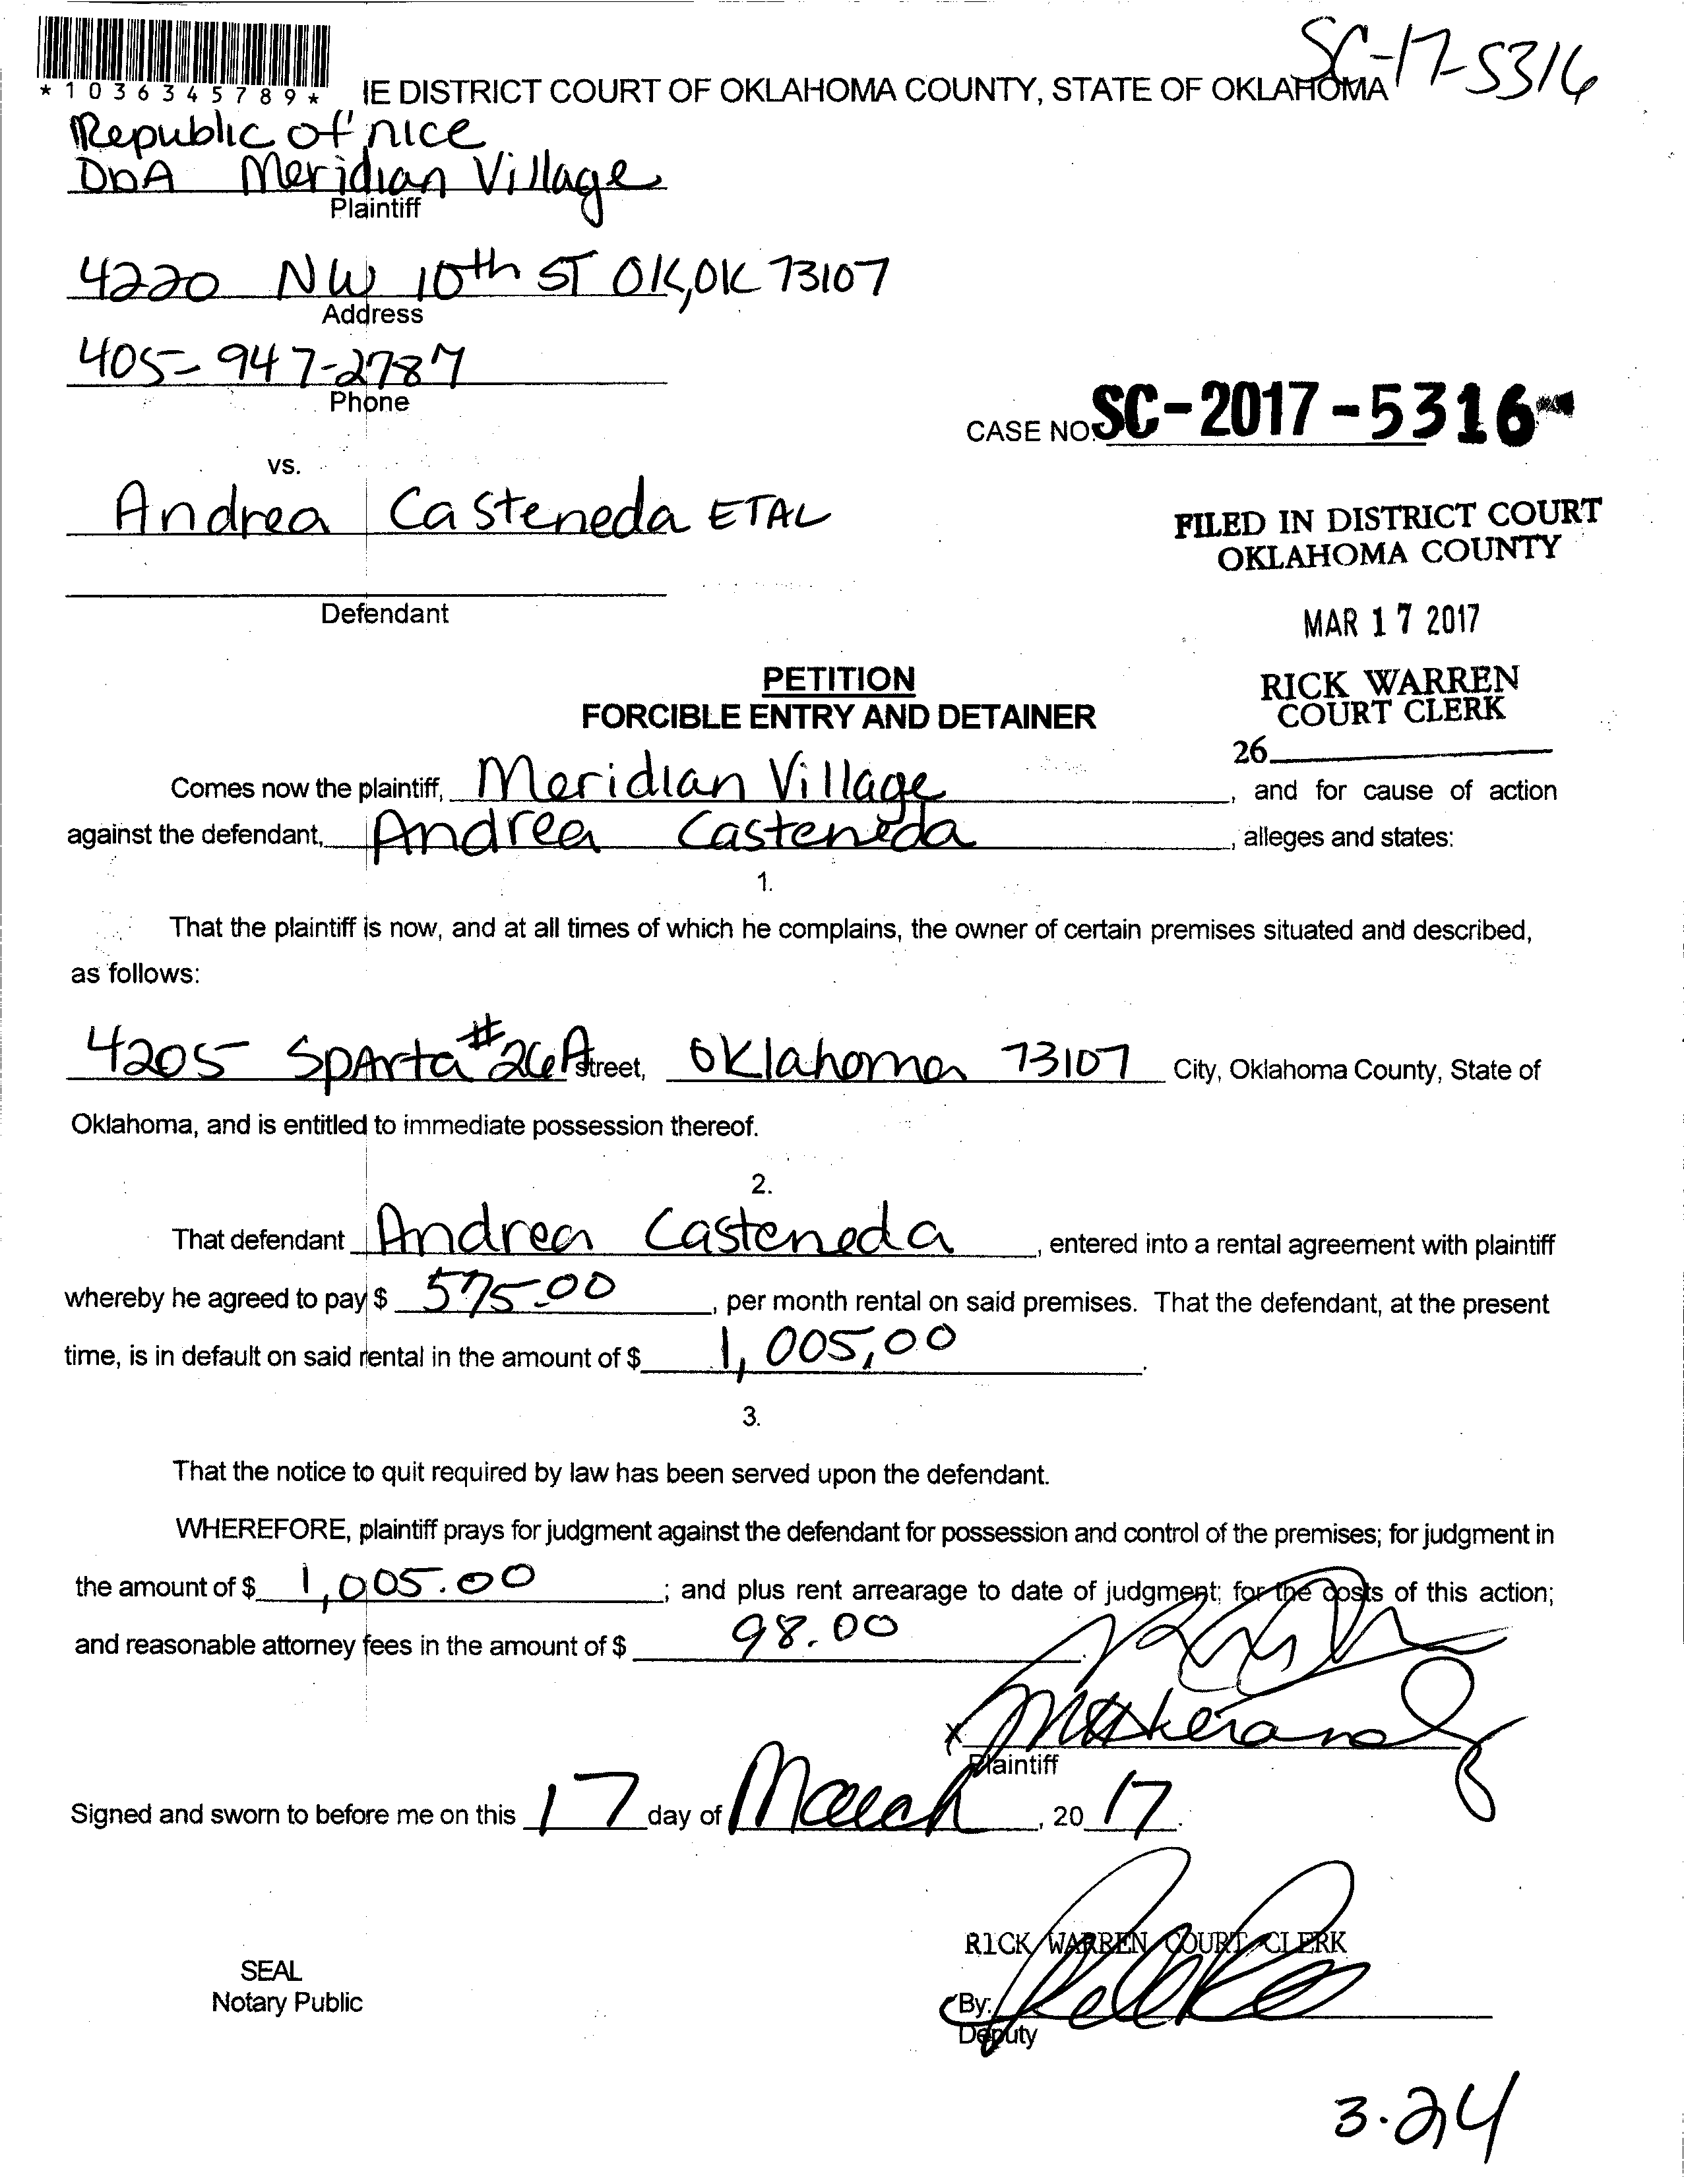 SC-17-5316
*1036345789*
IE DISTRICT COURT OF OKLAHOMA COUNTY, STATE OF OKLAHOMA
Republic of nice
DbA Meridian Village
Plaintiff
4220 NW 10th ST OK, OK 73107
Address
405-947-2787
Phone
CASE NO. SC-2017-5316
vs.
Andrea Casteneda ETAL
FILED IN DISTRICT COURT
OKLAHOMA COUNTY
Defendant
MAR 17 2017
PETITION
FORCIBLE ENTRY AND DETAINER
RICK WARREN
COURT CLERK
26
Comes now the plaintiff, Meridian Village, and for cause of action
against the defendant, Andrea Casteneda, alleges and states:
1.
That the plaintiff is now, and at all times of which he complains, the owner of certain premises situated and described,
as follows:
4205 SpArta #26A Street, Oklahoma 73107 City, Oklahoma County, State of
Oklahoma, and is entitled to immediate possession thereof.
2.
That defendant Andrea Casteneda, entered into a rental agreement with plaintiff
whereby he agreed to pay $ 575.00, per month rental on said premises. That the defendant, at the present
time, is in default on said rental in the amount of $ 1,005,00.
3.
That the notice to quit required by law has been served upon the defendant.
WHEREFORE, plaintiff prays for judgment against the defendant for possession and control of the premises; for judgment in
the amount of $ 1,005.00; and plus rent arrearage to date of judgment; for the costs of this action;
and reasonable attorney fees in the amount of $ 98.00.
Plaintiff
Signed and sworn to before me on this 17 day of March, 20 17.
RICK WARREN COURT CLERK
SEAL
Notary Public
By:
Deputy
3.24